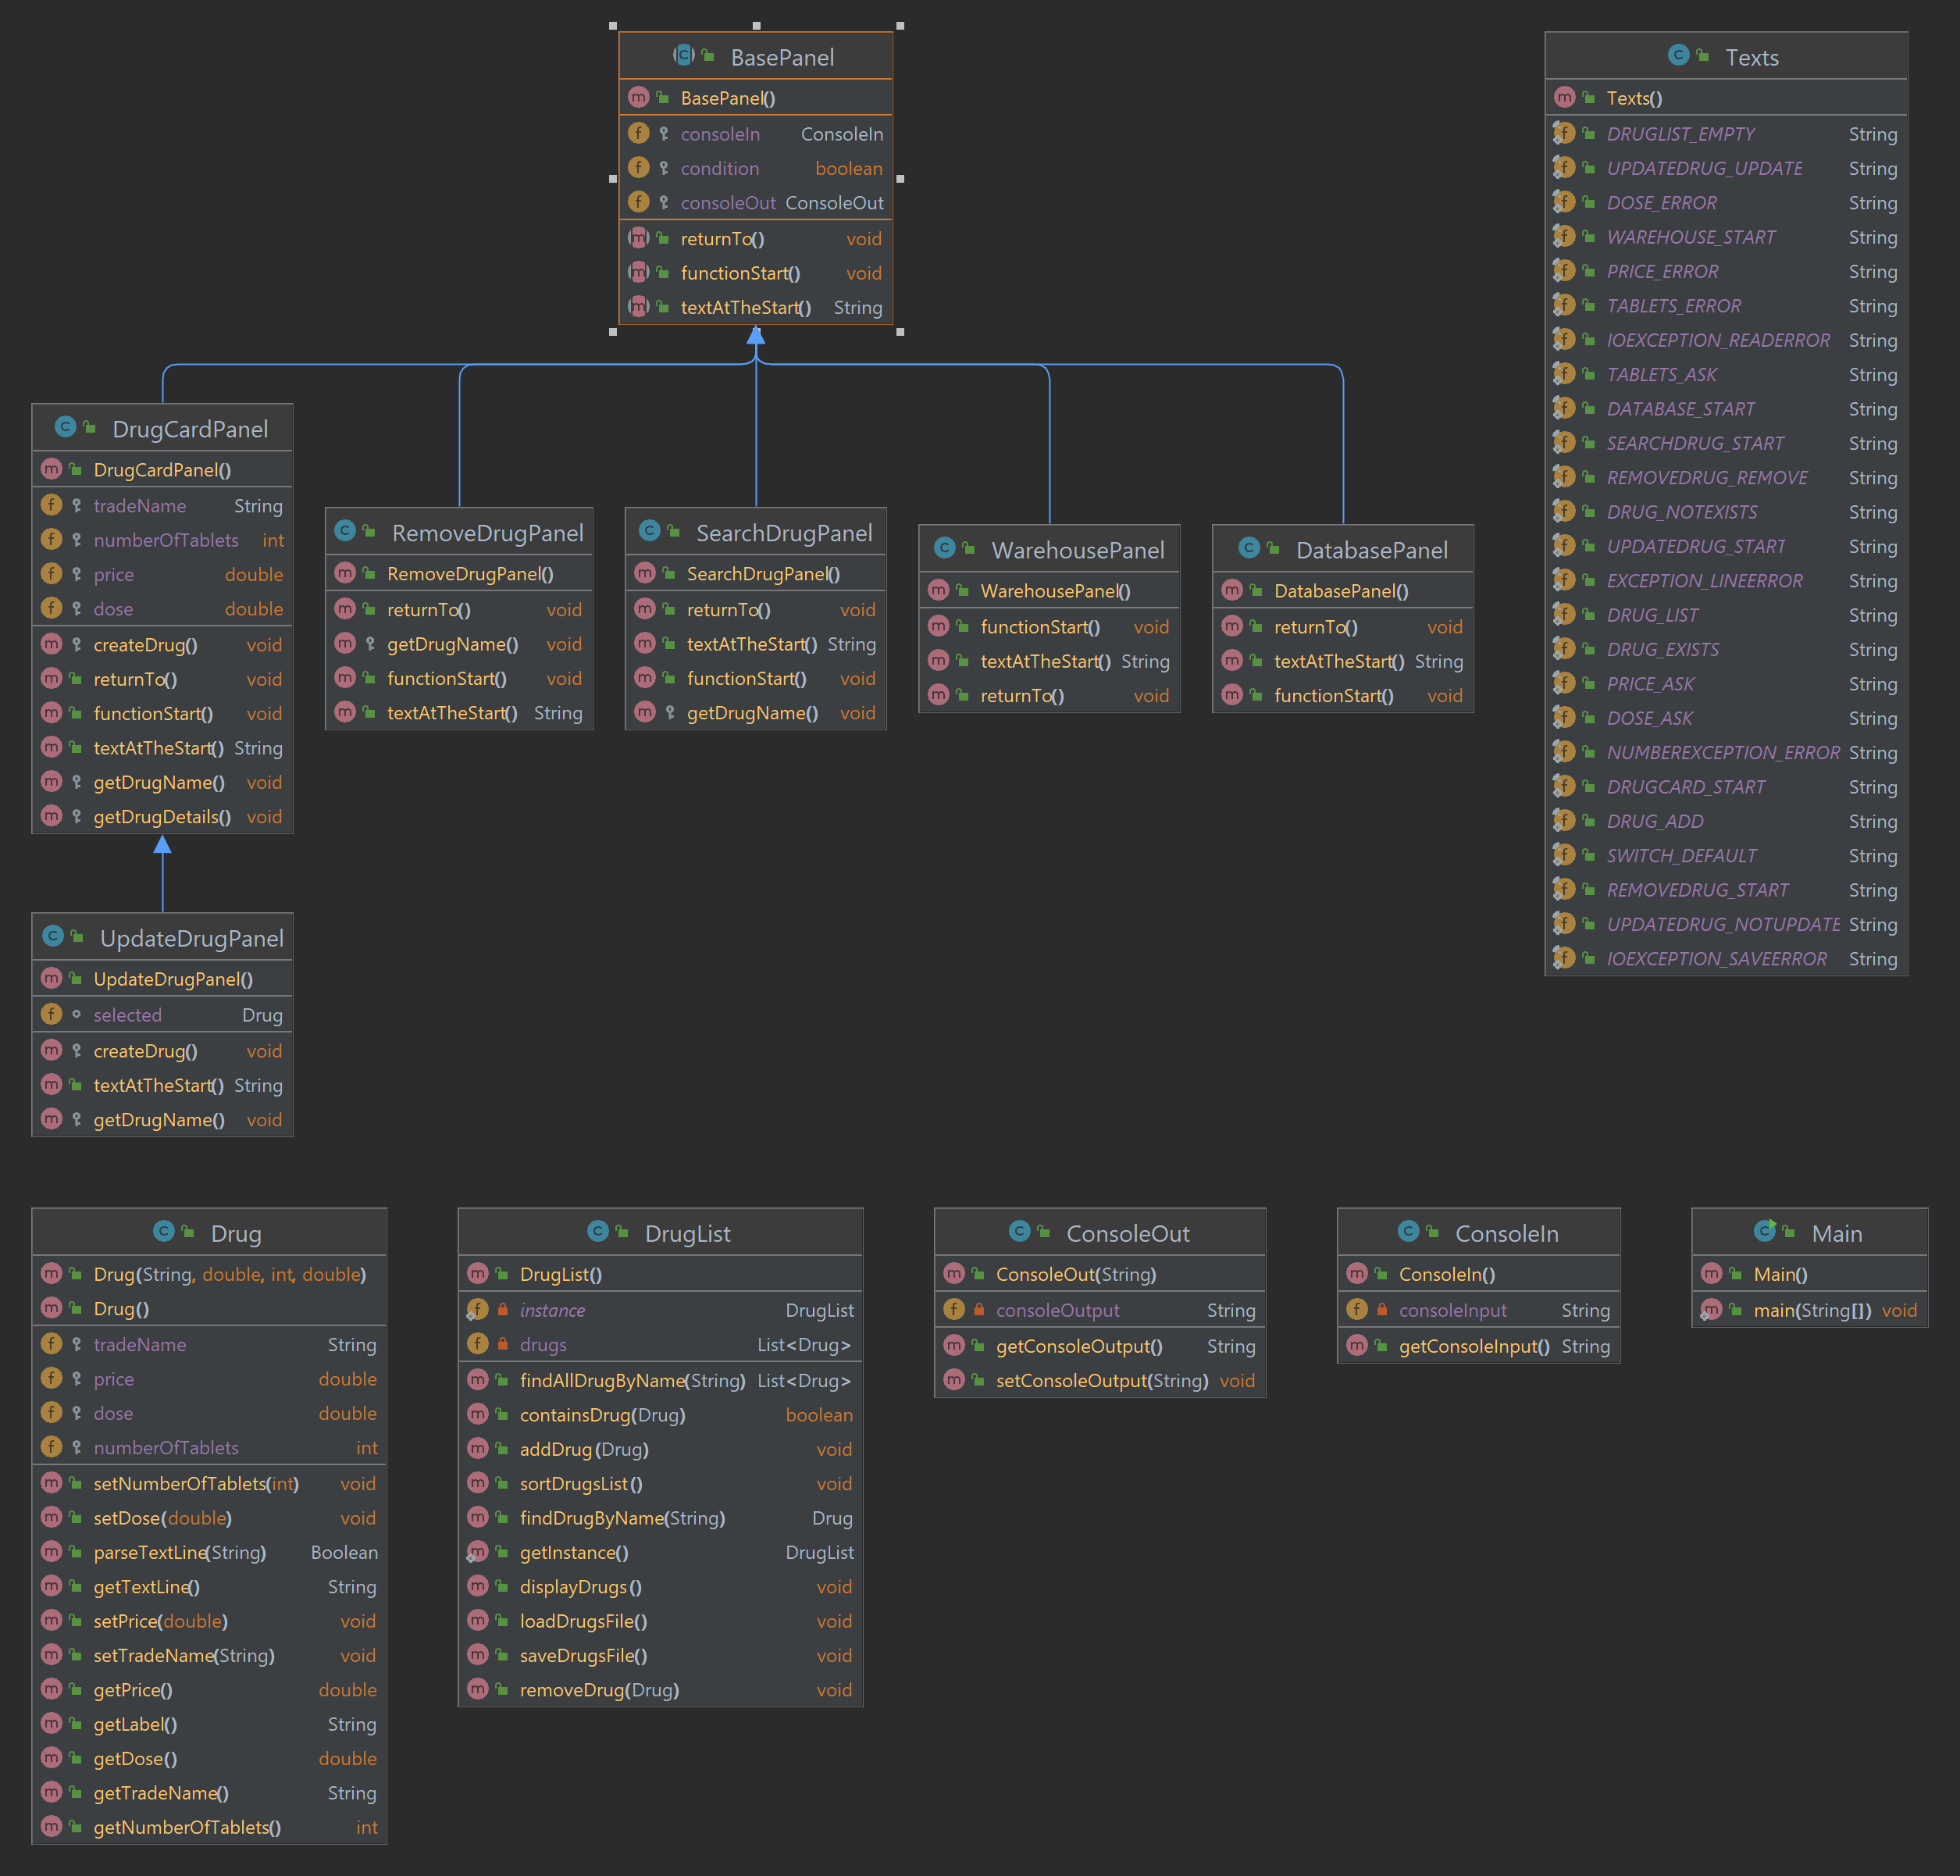 BasePanel
BasePanel()
consoleIn ConsoleIn
condition boolean
consoleOut ConsoleOut
returnTo() void
functionStart() void
textAtTheStart() String
Texts
Texts()
DRUGLIST_EMPTY String
UPDATEDRUG_UPDATE String
DOSE_ERROR String
WAREHOUSE_START String
PRICE_ERROR String
TABLETS_ERROR String
IOEXCEPTION_READERROR String
TABLETS_ASK String
DATABASE_START String
SEARCHDRUG_START String
REMOVEDRUG_REMOVE String
DRUG_NOTEXISTS String
UPDATEDRUG_START String
EXCEPTION_LINEERROR String
DRUG_LIST String
DRUG_EXISTS String
PRICE_ASK String
DOSE_ASK String
NUMBEREXCEPTION_ERROR String
DRUGCARD_START String
DRUG_ADD String
SWITCH_DEFAULT String
REMOVEDRUG_START String
UPDATEDRUG_NOTUPDATE String
IOEXCEPTION_SAVEERROR String
DrugCardPanel
DrugCardPanel()
tradeName String
numberOfTablets int
price double
dose double
createDrug() void
returnTo() void
functionStart() void
textAtTheStart() String
getDrugName() void
getDrugDetails() void
RemoveDrugPanel
RemoveDrugPanel()
returnTo() void
getDrugName() void
functionStart() void
textAtTheStart() String
SearchDrugPanel
SearchDrugPanel()
returnTo() void
textAtTheStart() String
functionStart() void
getDrugName() void
WarehousePanel
WarehousePanel()
functionStart() void
textAtTheStart() String
returnTo() void
DatabasePanel
DatabasePanel()
returnTo() void
textAtTheStart() String
functionStart() void
UpdateDrugPanel
UpdateDrugPanel()
selected Drug
createDrug() void
textAtTheStart() String
getDrugName() void
Drug
Drug(String, double, int, double)
Drug()
tradeName String
price double
dose double
numberOfTablets int
setNumberOfTablets(int) void
setDose(double) void
parseTextLine(String) Boolean
getTextLine() String
setPrice(double) void
setTradeName(String) void
getPrice() double
getLabel() String
getDose() double
getTradeName() String
getNumberOfTablets() int
DrugList
DrugList()
instance DrugList
drugs List<Drug>
findAllDrugByName(String) List<Drug>
containsDrug(Drug) boolean
addDrug(Drug) void
sortDrugsList() void
findDrugByName(String) Drug
getInstance() DrugList
displayDrugs() void
loadDrugsFile() void
saveDrugsFile() void
removeDrug(Drug) void
ConsoleOut
ConsoleOut(String)
consoleOutput String
getConsoleOutput() String
setConsoleOutput(String) void
ConsoleIn
ConsoleIn()
consoleInput String
getConsoleInput() String
Main
Main()
main(String[]) void